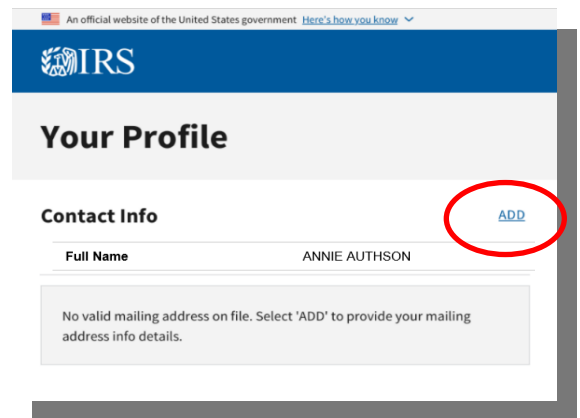 An official website of the United States government Here's how you know
IRS
Your Profile
Contact Info ADD
Full Name ANNIE AUTHSON
No valid mailing address on file. Select 'ADD' to provide your mailing
address info details.